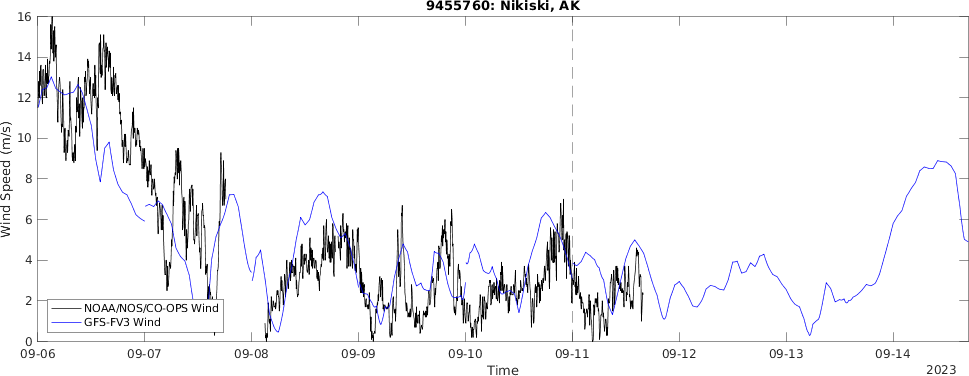 9455760: Nikiski, AK
16
14
12
10
8
6
4
2
0
Wind Speed (m/s)
NOAA/NOS/CO-OPS Wind
GFS-FV3 Wind
09-06 09-07 09-08 09-09 09-10 09-11 09-12 09-13 09-14
Time
2023